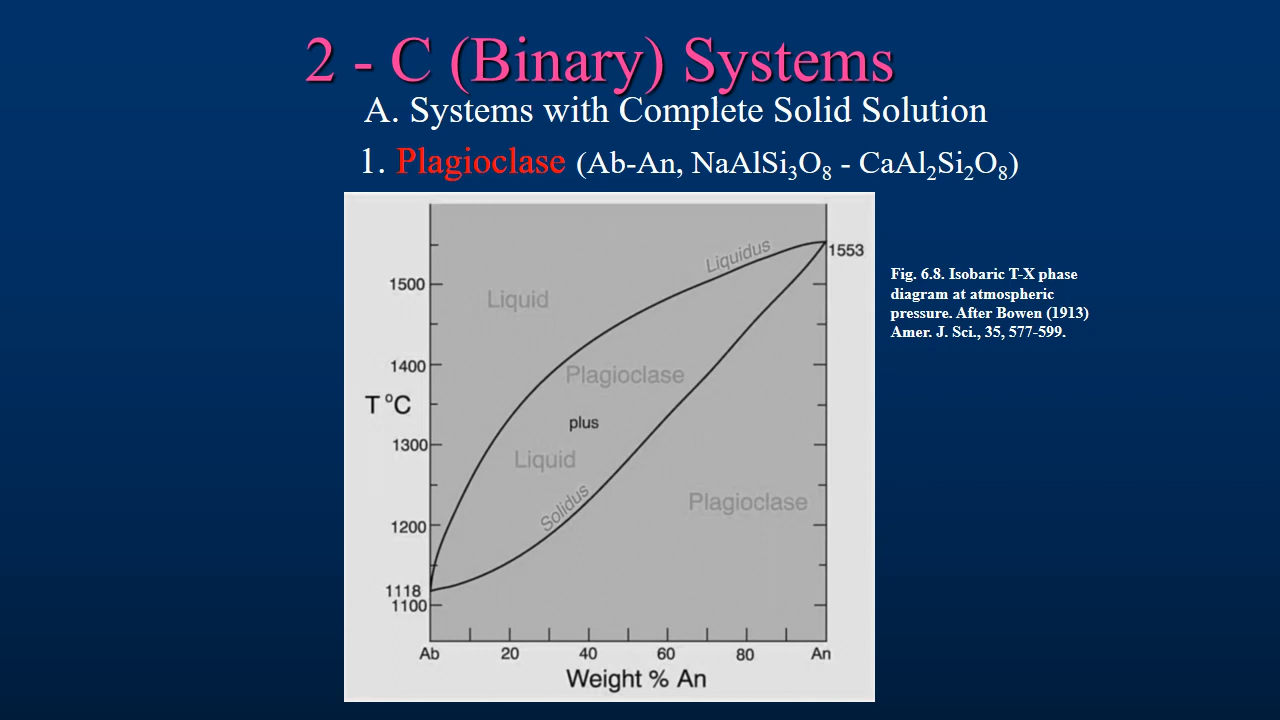 2 - C (Binary) Systems
A. Systems with Complete Solid Solution
1. Plagioclase (Ab-An, NaAlSi₃O₈ - CaAl₂Si₂O₈)
Liquidus
1553
1500
Liquid
1400
Plagioclase
T °C
plus
1300
Liquid
Solidus
Plagioclase
1200
1118
1100
Ab 20 40 60 80 An
Weight % An
Fig. 6.8. Isobaric T-X phase
diagram at atmospheric
pressure. After Bowen (1913)
Amer. J. Sci., 35, 577-599.